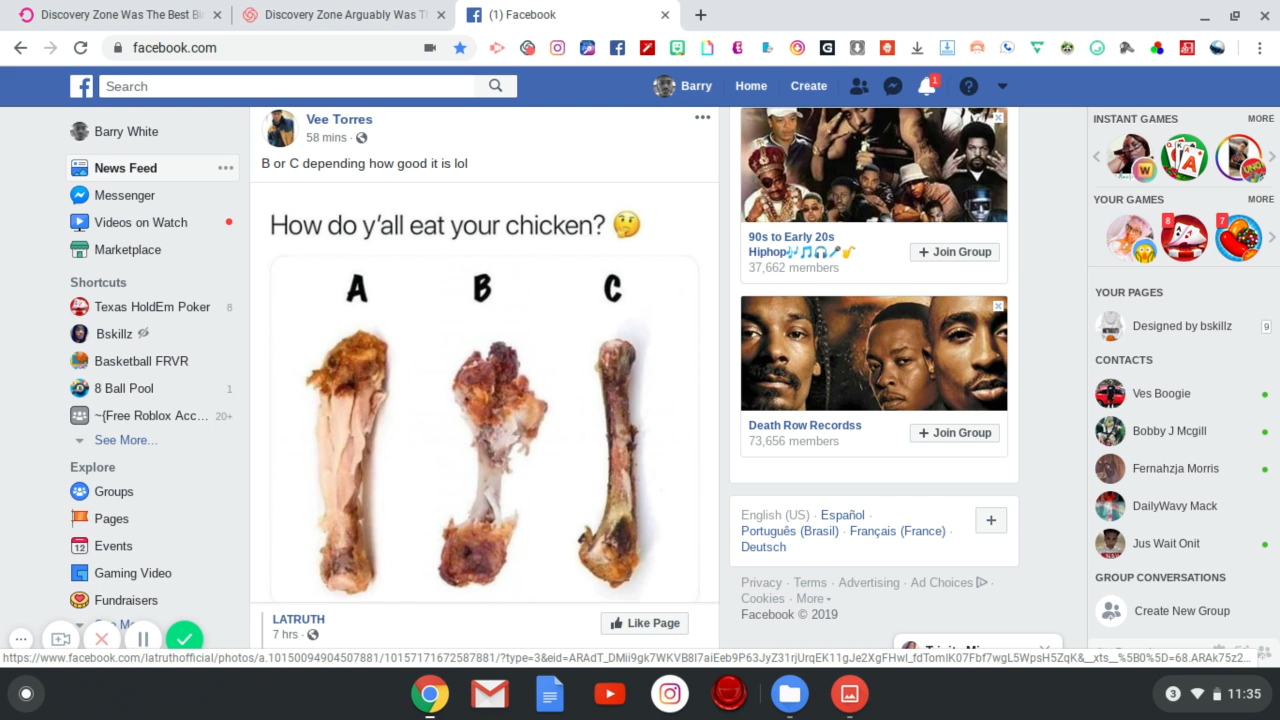 Discovery Zone Was The Best Bi
Discovery Zone Arguably Was T
(1) Facebook
facebook.com
Search
Barry
Home
Create
1
Barry White
News Feed
Messenger
Videos on Watch
Marketplace
Shortcuts
Texas HoldEm Poker 8
Bskillz
Basketball FRVR
8 Ball Pool 1
~{Free Roblox Acc... 20+
See More...
Explore
Groups
Pages
12 Events
Gaming Video
Fundraisers
Vee Torres
58 mins ·
B or C depending how good it is lol
How do y'all eat your chicken? 🤔
A B C
LATRUTH
7 hrs ·
Like Page
90s to Early 20s
Hiphop🎶🎵🎧🎤🎷
37,662 members
+ Join Group
Death Row Recordss
73,656 members
+ Join Group
English (US) · Español ·
Português (Brasil) · Français (France) ·
Deutsch
Privacy · Terms · Advertising · Ad Choices ·
Cookies · More
Facebook © 2019
INSTANT GAMES MORE
YOUR GAMES MORE
8 7
YOUR PAGES
Designed by bskillz 9
CONTACTS
Ves Boogie
Bobby J Mcgill
Fernahzja Morris
DailyWavy Mack
Jus Wait Onit
GROUP CONVERSATIONS
Create New Group
3 11:35